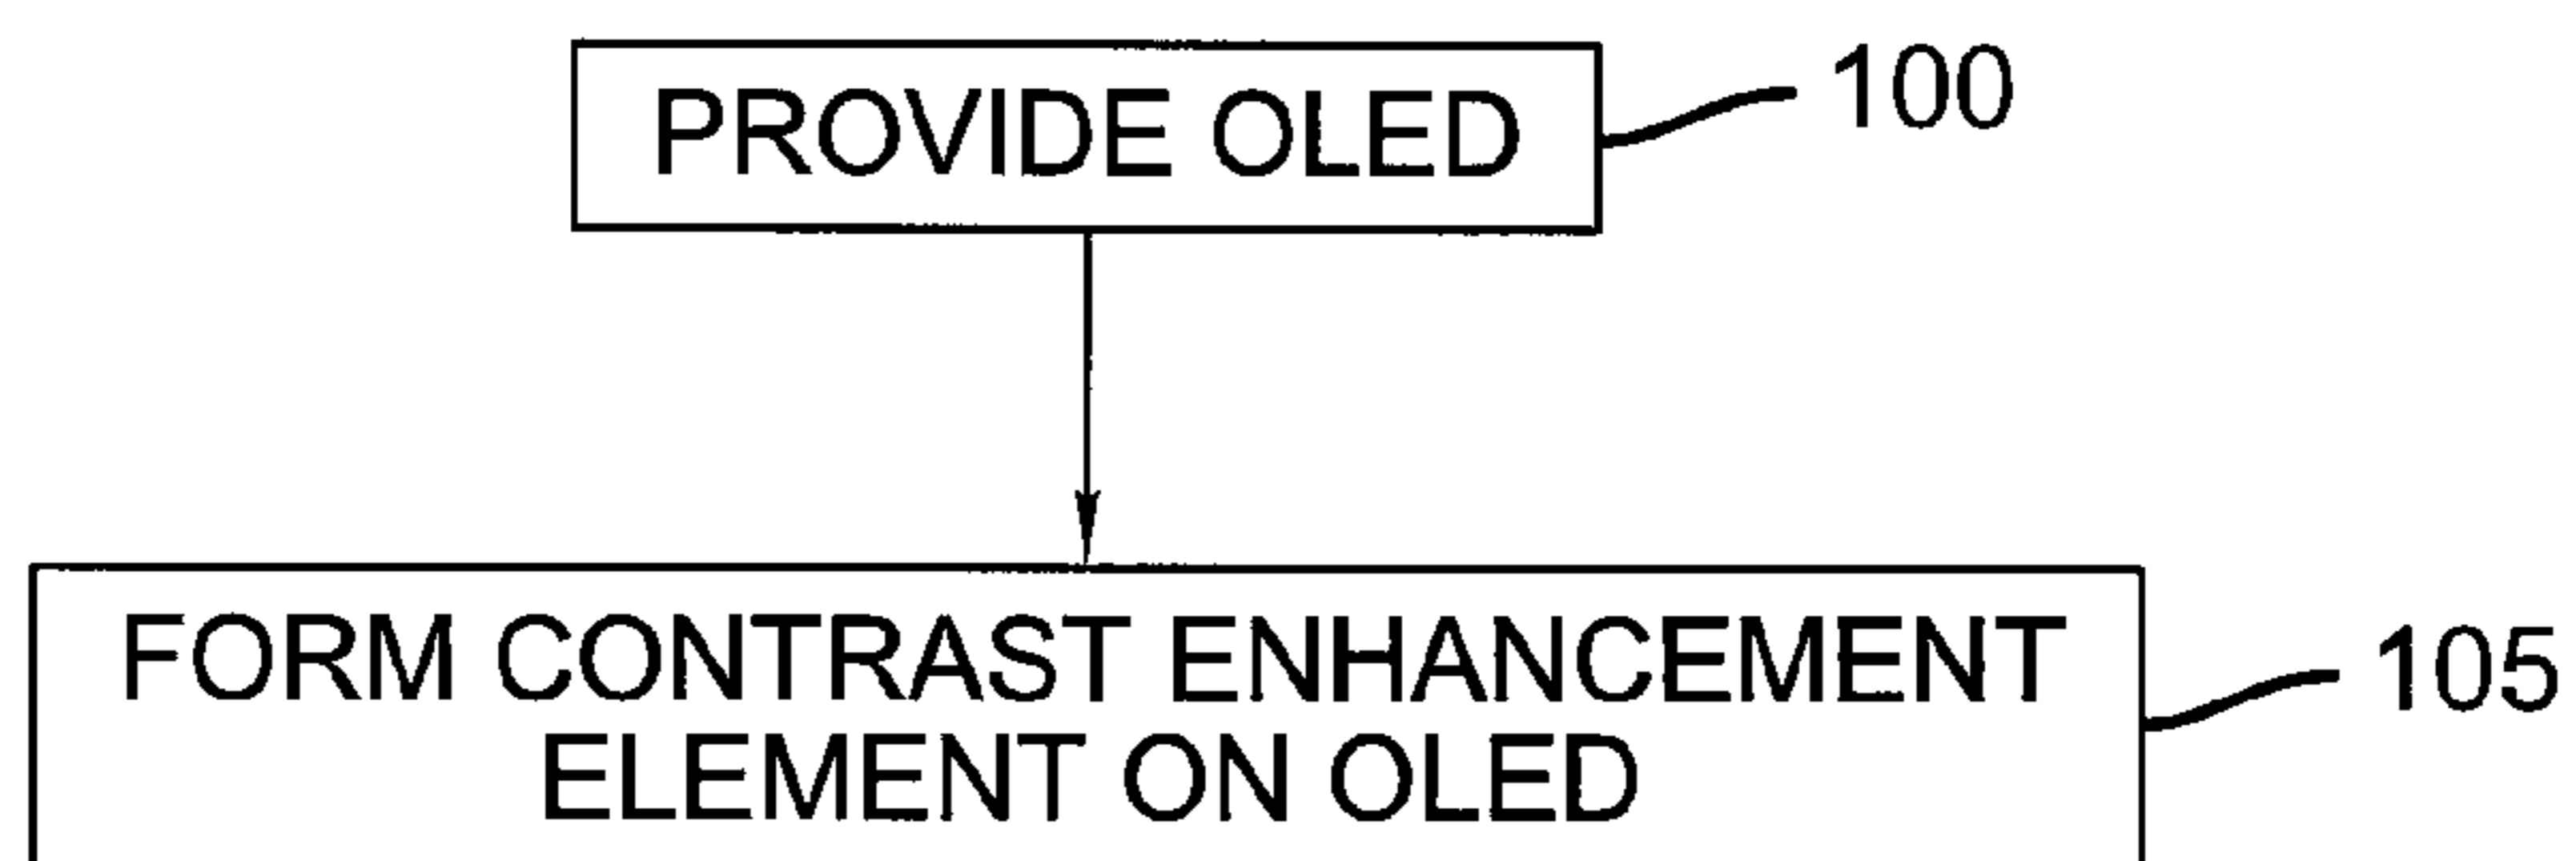 PROVIDE OLED
100
FORM CONTRAST ENHANCEMENT
ELEMENT ON OLED
105